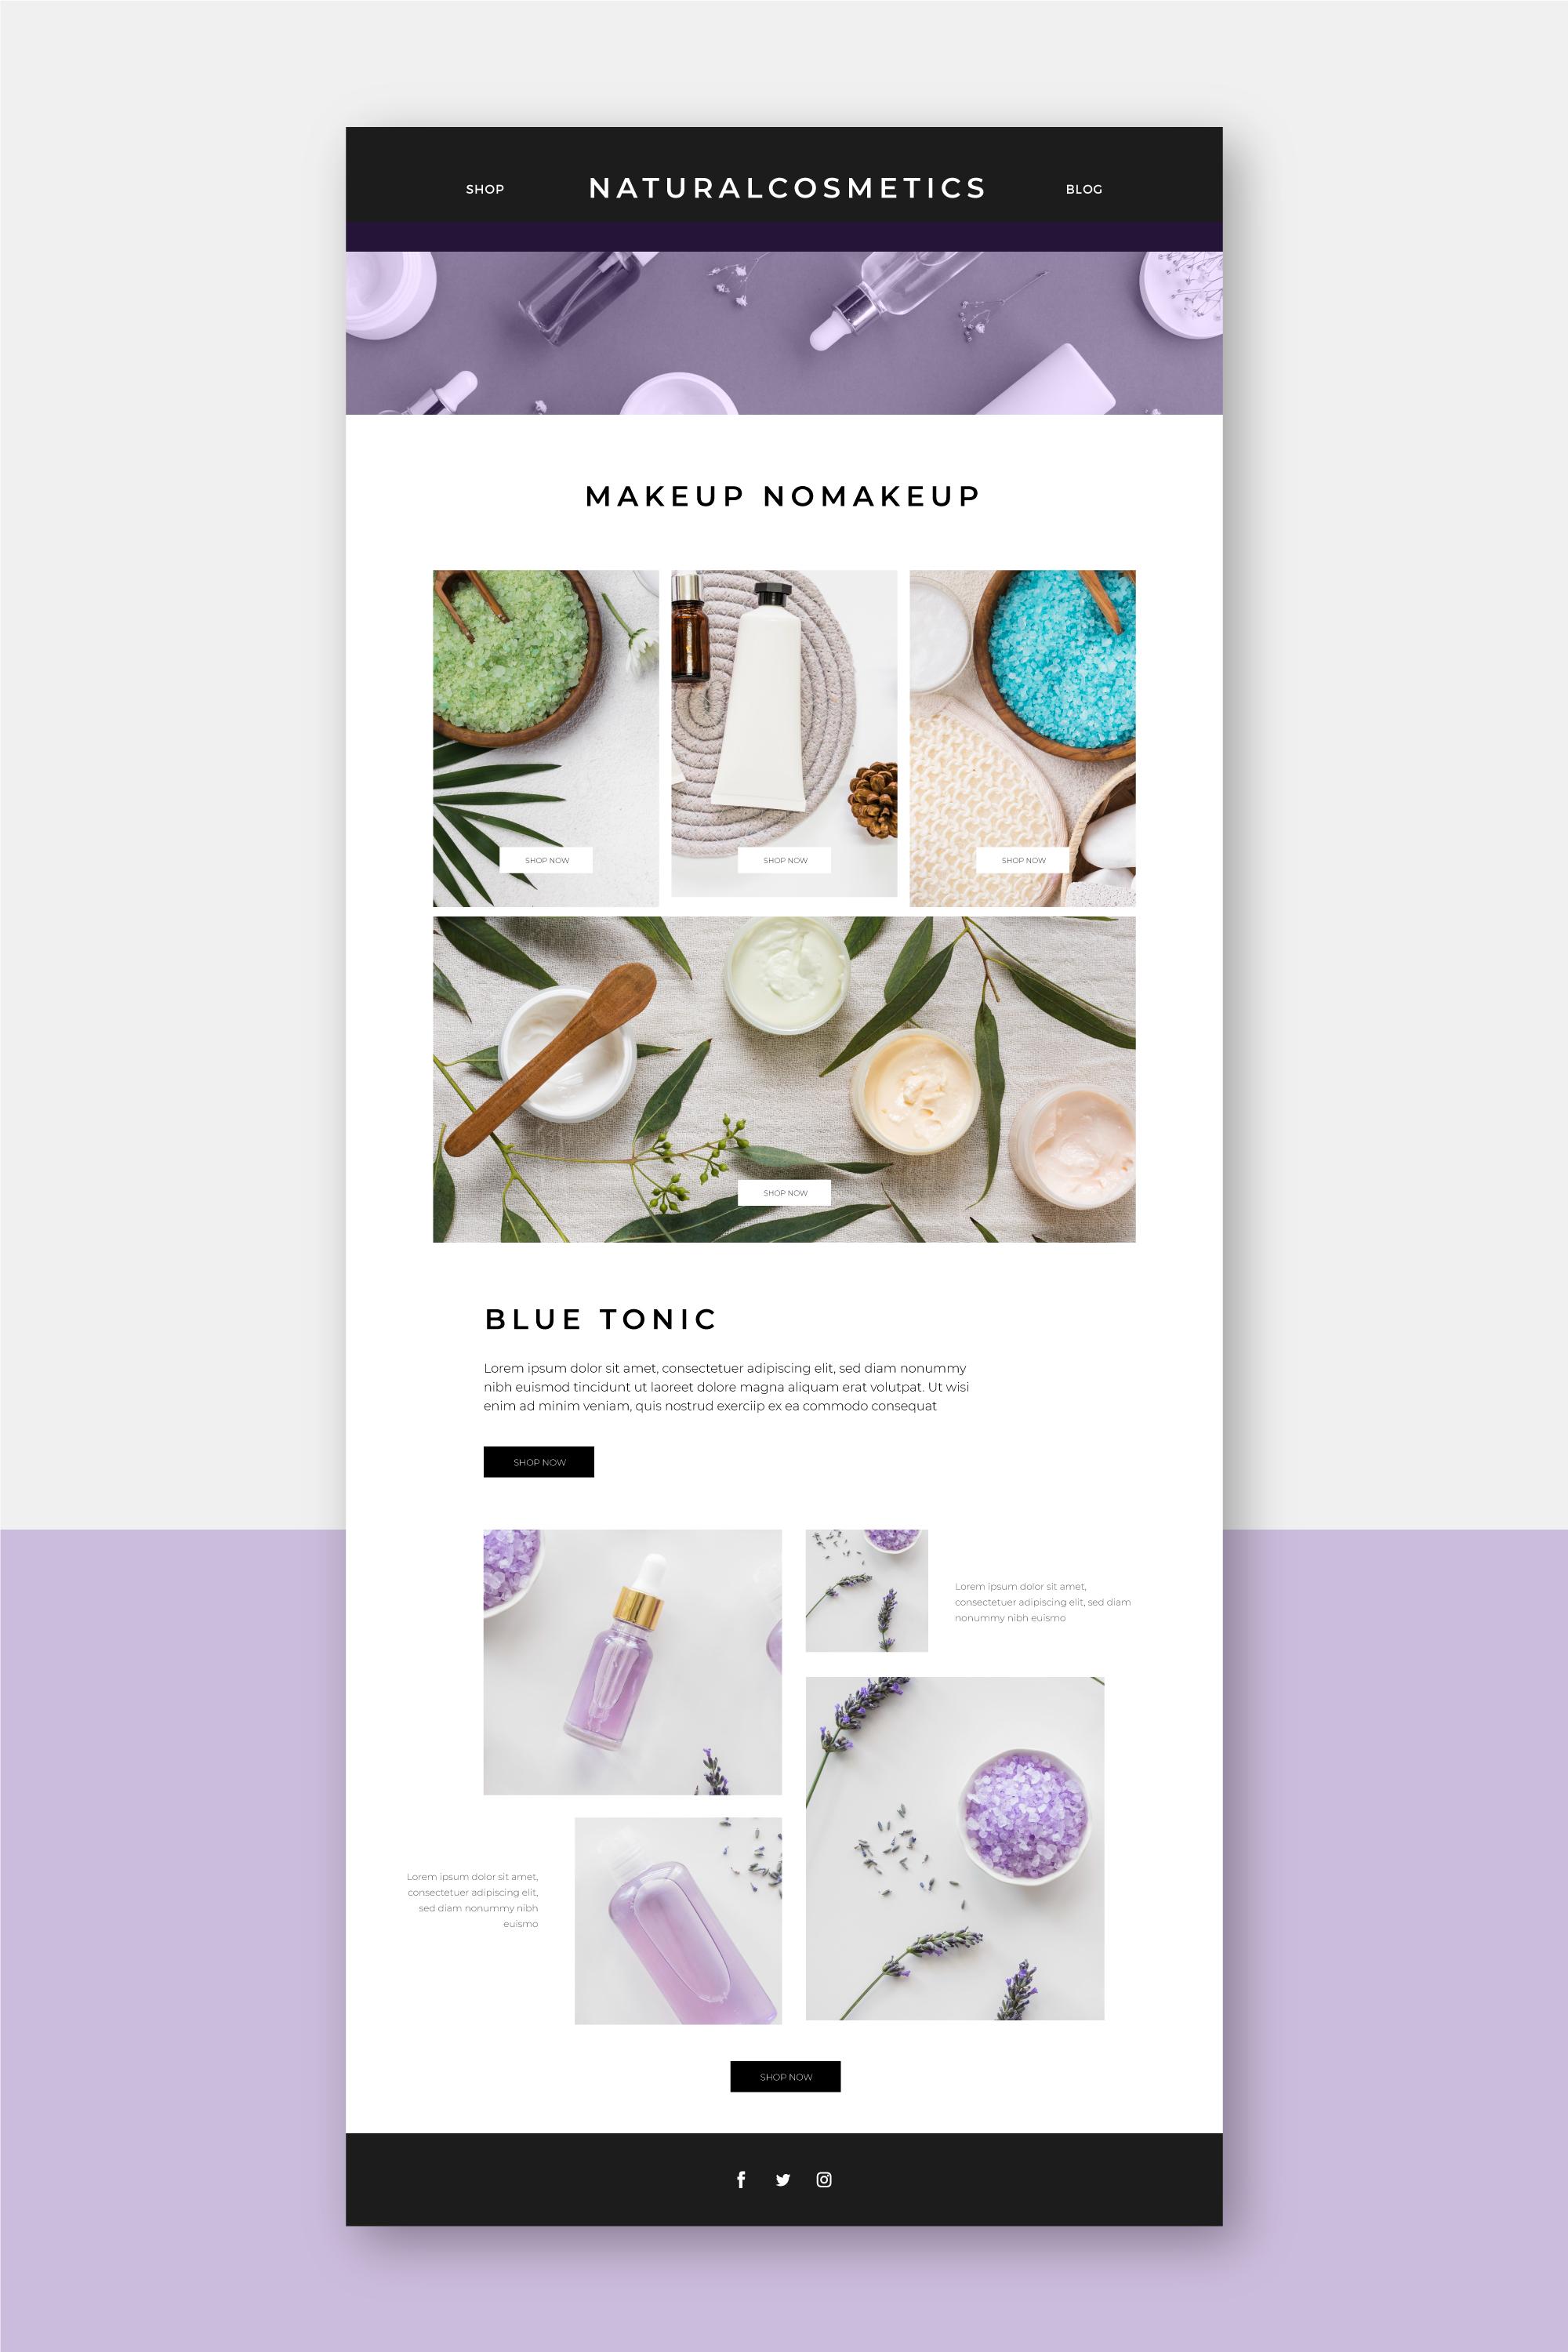 SHOP
NATURALCOSMETICS
BLOG
MAKEUP NOMAKEUP
SHOP NOW
SHOP NOW
SHOP NOW
SHOP NOW
BLUE TONIC
Lorem ipsum dolor sit amet, consectetuer adipiscing elit, sed diam nonummy
nibh euismod tincidunt ut laoreet dolore magna aliquam erat volutpat. Ut wisi
enim ad minim veniam, quis nostrud exerciip ex ea commodo consequat
SHOP NOW
Lorem ipsum dolor sit amet,
consectetuer adipiscing elit, sed diam
nonummy nibh euismo
Lorem ipsum dolor sit amet,
consectetuer adipiscing elit,
sed diam nonummy nibh
euismo
SHOP NOW